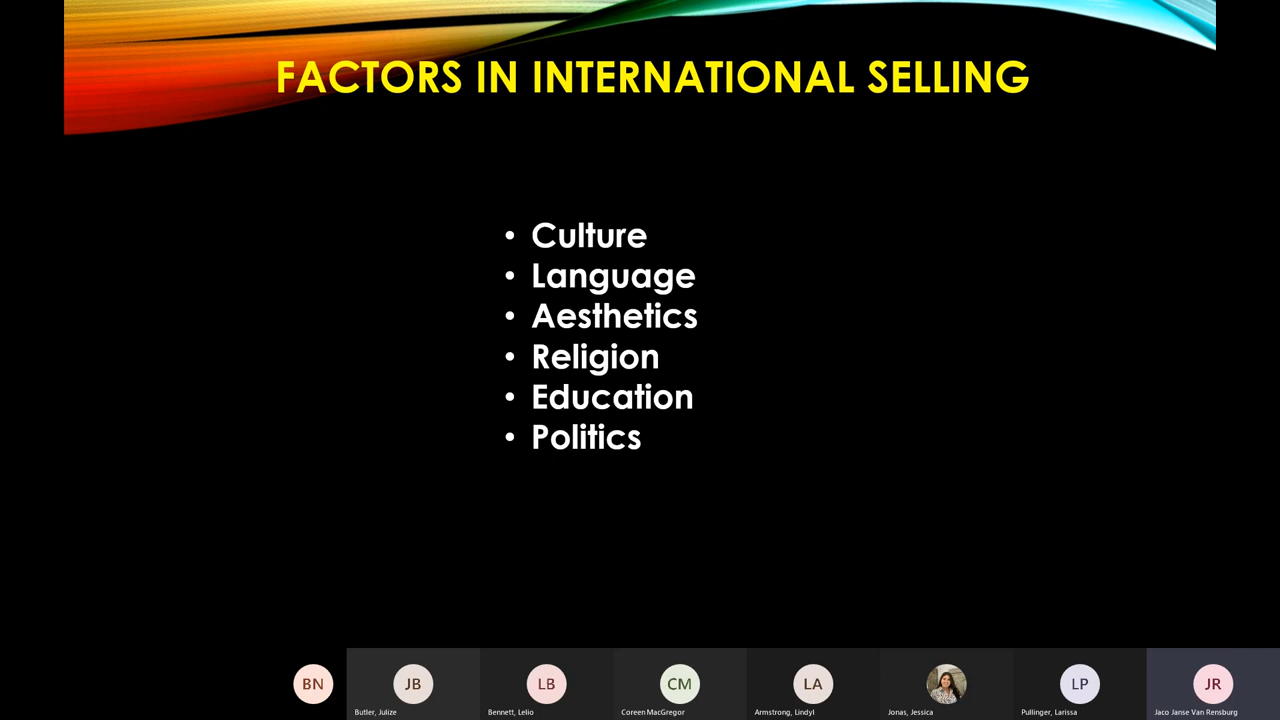 FACTORS IN INTERNATIONAL SELLING
• Culture
• Language
• Aesthetics
• Religion
• Education
• Politics
BN
JB
LB
CM
LA
LP
JR
Butler, Julize
Bennett, Lelio
Coreen MacGregor
Armstrong, Lindyl
Jonas, Jessica
Pullinger, Larissa
Jaco Janse Van Rensburg